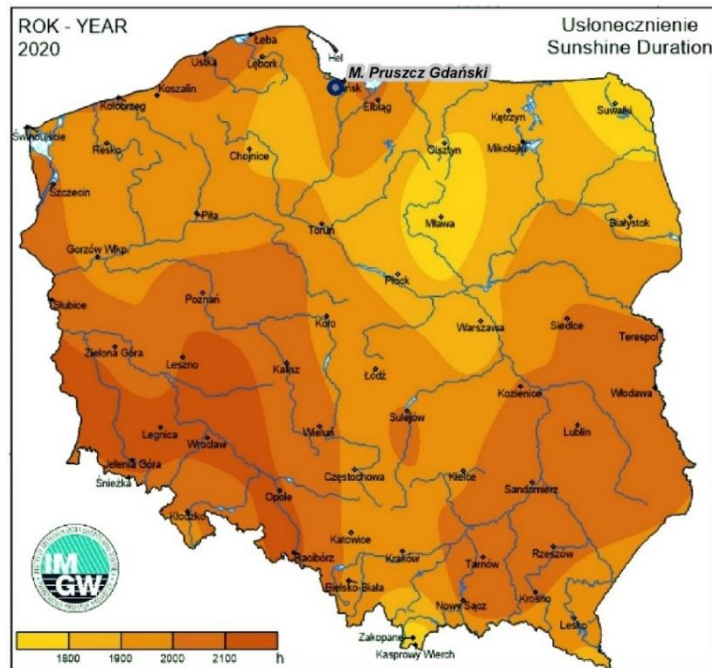 ROK - YEAR
2020
Usłonecznienie
Sunshine Duration
Łeba
Hel
Ustka
Lębork
M. Pruszcz Gdański
Koszalin
Elbląg
Kołobrzeg
Kętrzyn
Suwałki
Świnoujście
Resko
Chojnice
Olsztyn
Mikołajki
Szczecin
Piła
Toruń
Mława
Białystok
Gorzów Wlkp.
Płock
Słubice
Poznań
Koło
Warszawa
Siedlce
Terespol
Zielona Góra
Leszno
Kalisz
Łódź
Kozienice
Włodawa
Legnica
Wrocław
Wieluń
Sulejów
Lublin
Jelenia Góra
Śnieżka
Opole
Częstochowa
Kielce
Sandomierz
Kłodzko
Racibórz
Katowice
Kraków
Tarnów
Rzeszów
Bielsko-Biała
Nowy Sącz
Krosno
Lesko
Zakopane
Kasprowy Wierch
IM
GW
1800 1900 2000 2100 h